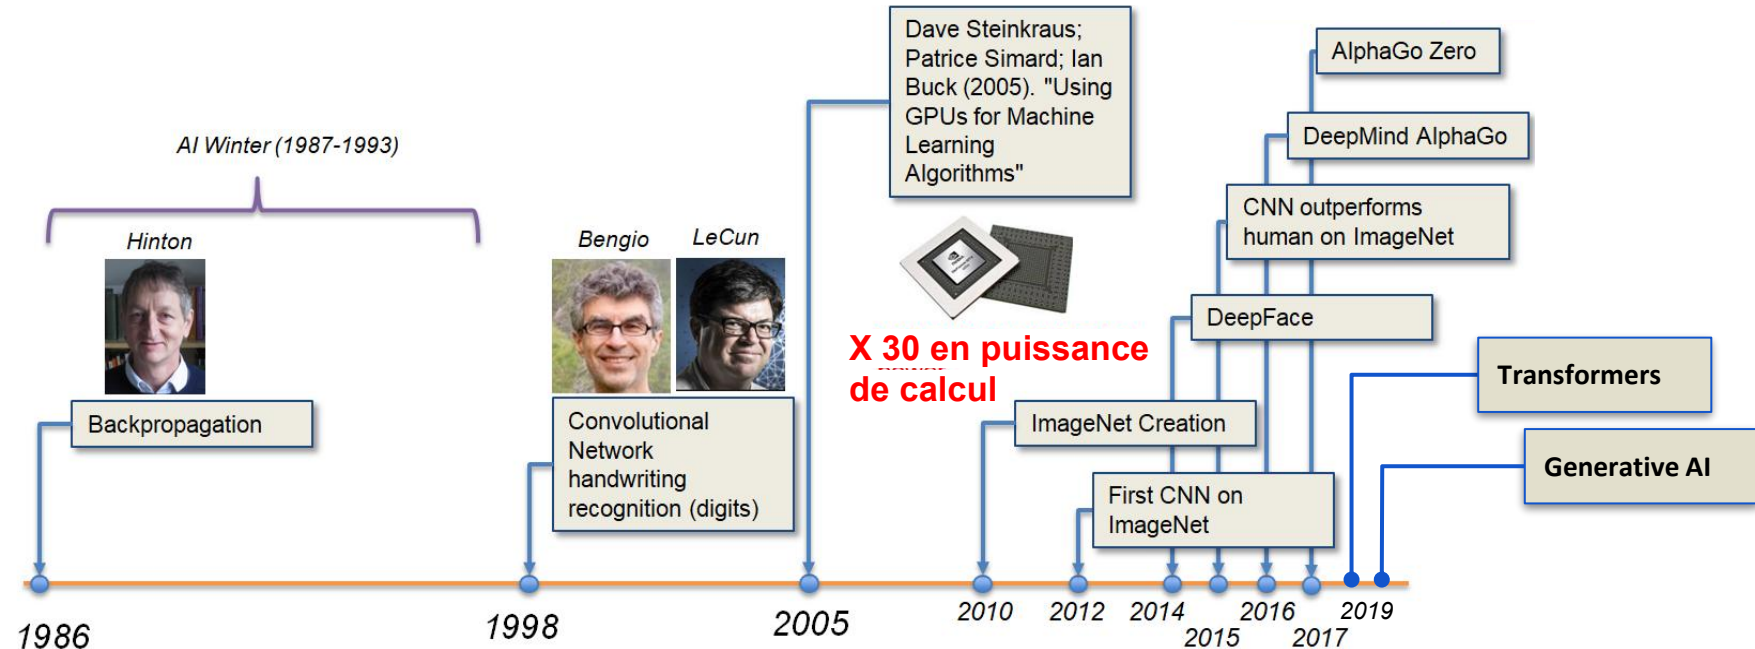 AI Winter (1987-1993)
Hinton
Backpropagation
Bengio
LeCun
Convolutional
Network
handwriting
recognition (digits)
Dave Steinkraus;
Patrice Simard; Ian
Buck (2005). "Using
GPUs for Machine
Learning
Algorithms"
X 30 en puissance
de calcul
ImageNet Creation
First CNN on
ImageNet
DeepFace
CNN outperforms
human on ImageNet
DeepMind AlphaGo
AlphaGo Zero
Transformers
Generative AI
1986
1998
2005
2010
2012
2014
2015
2016
2017
2019